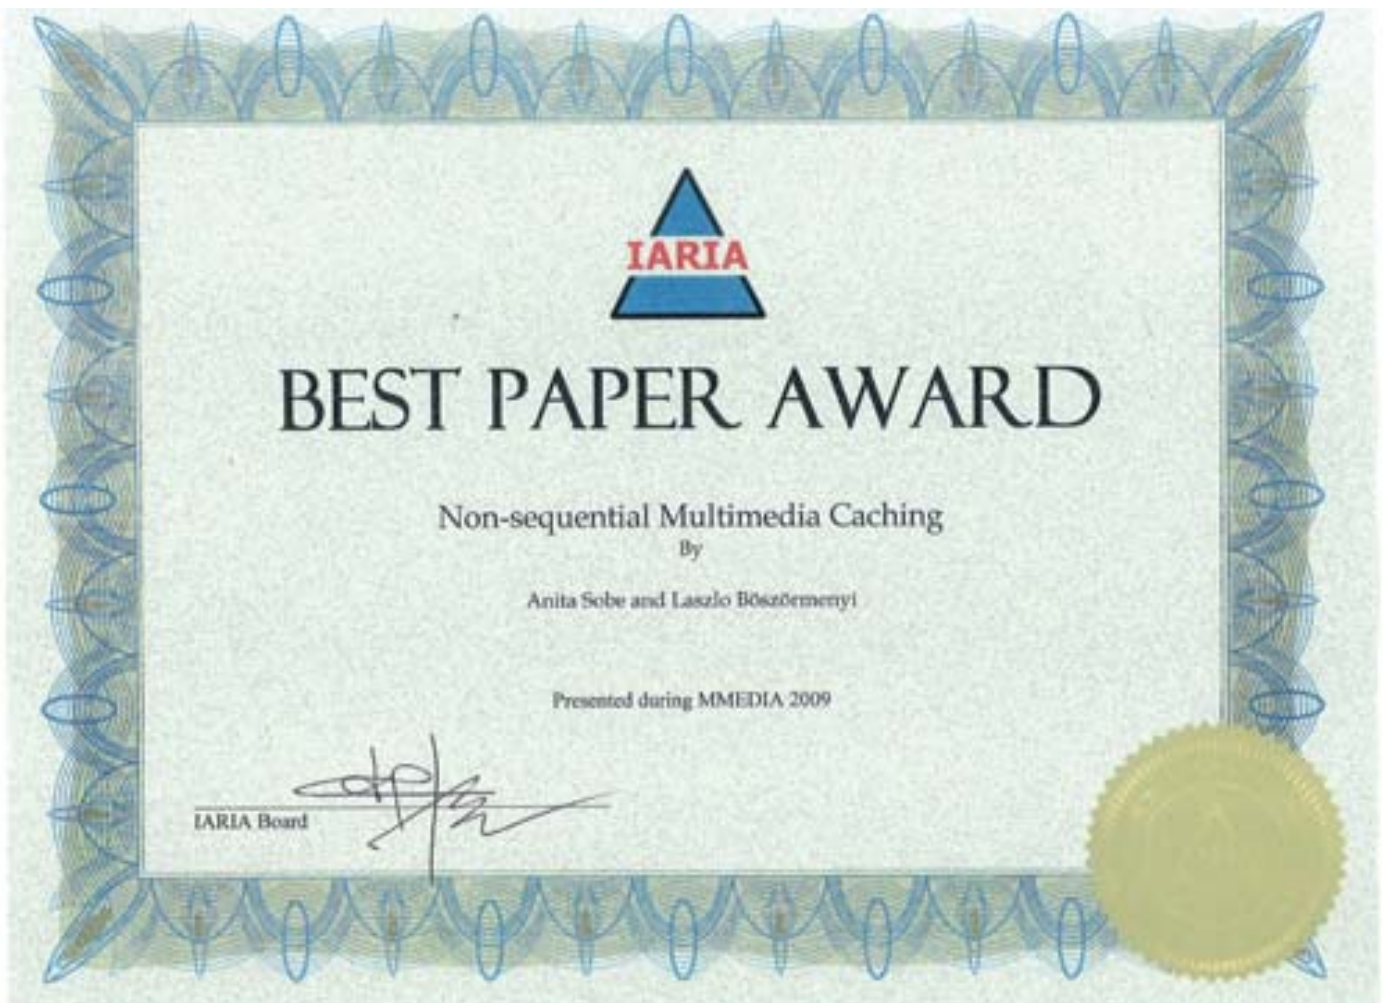 IARIA
BEST PAPER AWARD
Non-sequential Multimedia Caching
By
Anita Sobe and Laszlo Böszörmenyi
Presented during MMEDIA 2009
IARIA Board